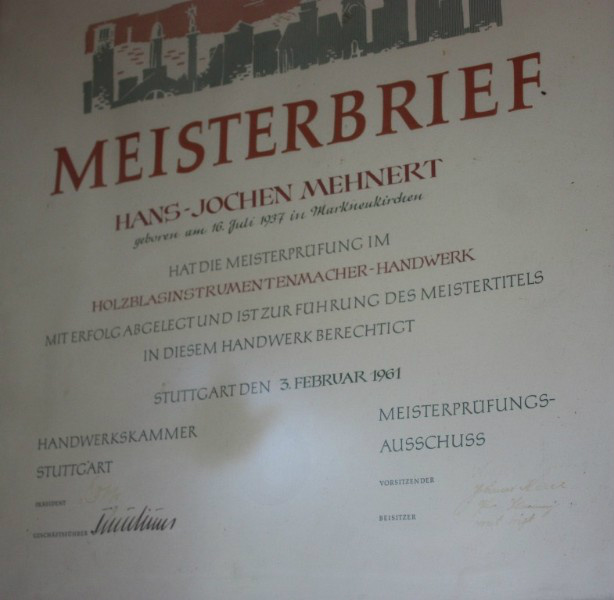 MEISTERBRIEF
HANS-JOCHEN MEHNERT
geboren am 16. Juli 1937 in Markneukirchen
HAT DIE MEISTERPRÜFUNG IM
HOLZBLASINSTRUMENTENMACHER-HANDWERK
MIT ERFOLG ABGELEGT UND IST ZUR FÜHRUNG DES MEISTERTITELS
IN DIESEM HANDWERK BERECHTIGT
STUTTGART DEN 3. FEBRUAR 1961
HANDWERKSKAMMER
STUTTGART
PRÄSIDENT
GESCHÄFTSFÜHRER
MEISTERPRÜFUNGS-
AUSSCHUSS
VORSITZENDER
BEISITZER